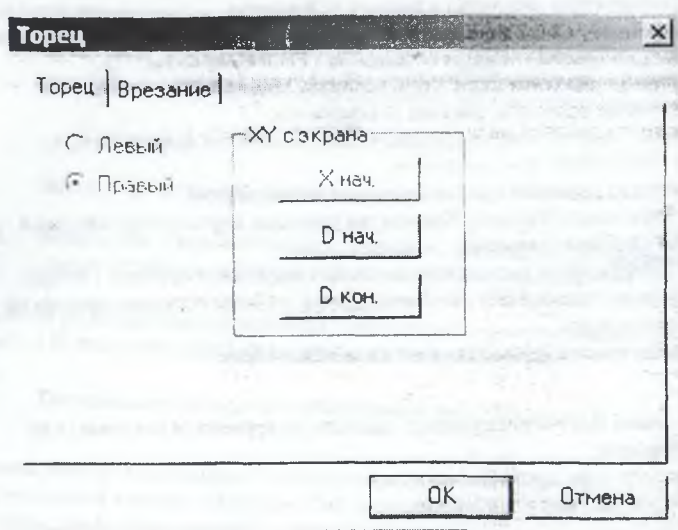 Торец
Торец Врезание
Левый
Правый
XY с экрана
X нач.
D нач.
D кон.
OK Отмена